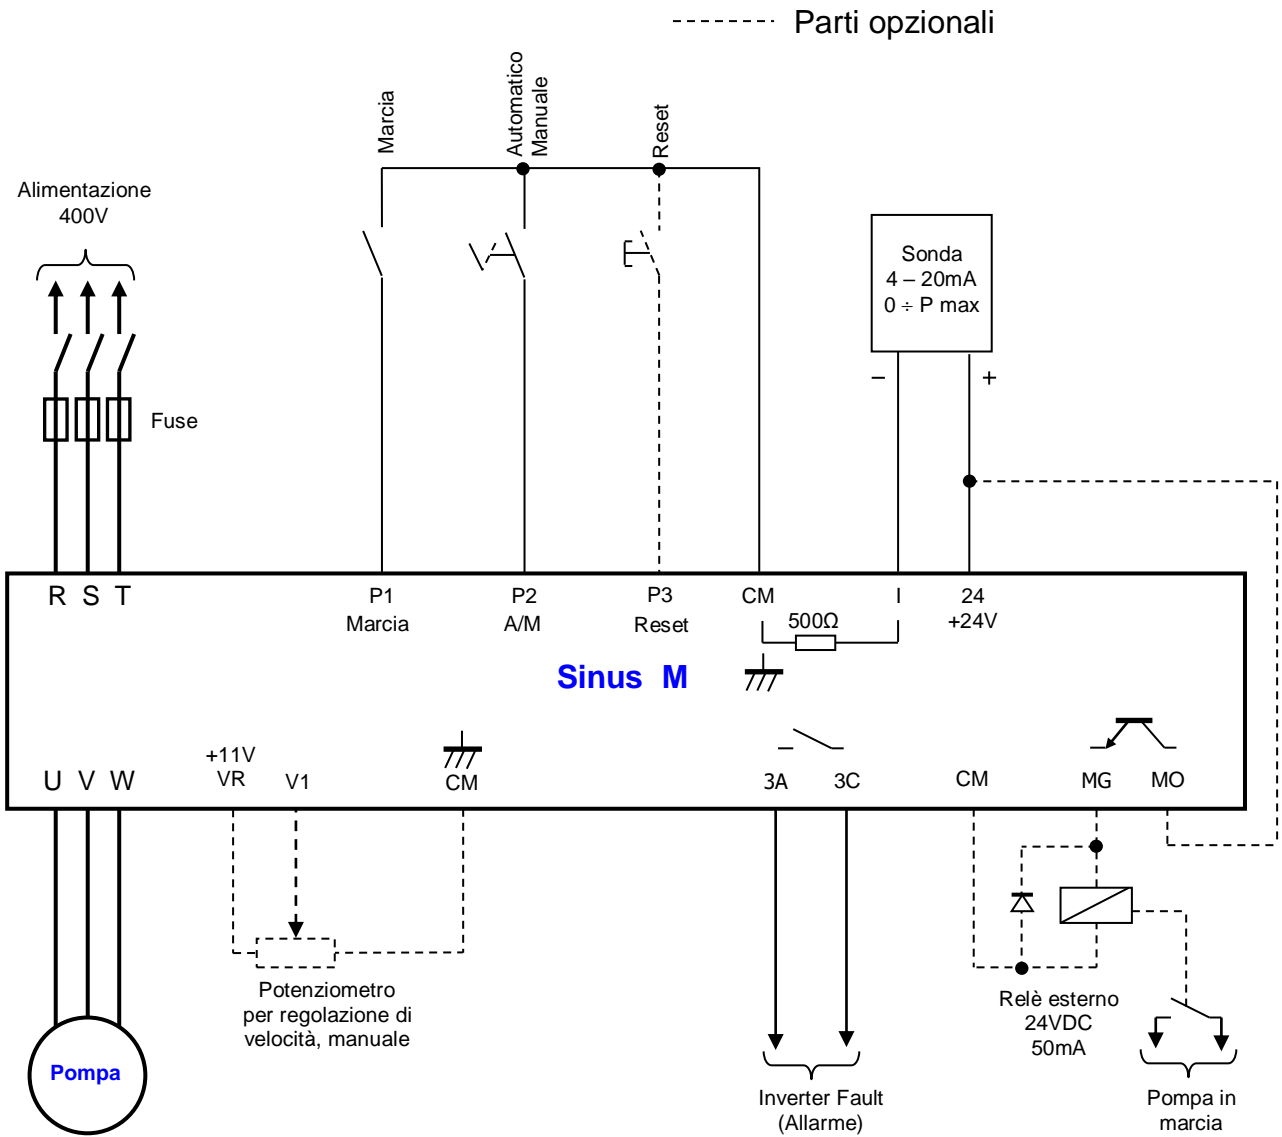 Parti opzionali
Marcia
Automatico
Manuale
Reset
Alimentazione
400V
Sonda
4 – 20mA
0 ÷ P max
–
+
Fuse
R S T
P1
Marcia
P2
A/M
P3
Reset
CM
500Ω
I
24
+24V
Sinus M
U V W
+11V
VR
V1
CM
3A
3C
CM
MG
MO
Potenziometro
per regolazione di
velocità, manuale
Pompa
Inverter Fault
(Allarme)
Relè esterno
24VDC
50mA
Pompa in
marcia